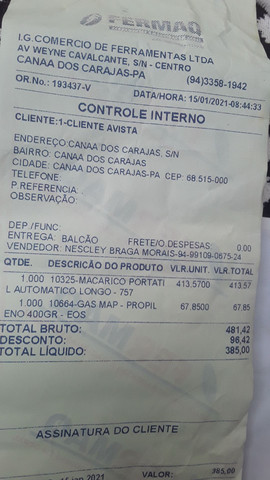 FERMAQ
I.G.COMERCIO DE FERRAMENTAS LTDA
AV WEYNE CAVALCANTE, S/N - CENTRO
CANAA DOS CARAJAS-PA (94)3358-1942
OR.No.: 193437-V DATA/HORA: 15/01/2021-08:44:33
CONTROLE INTERNO
CLIENTE:1-CLIENTE AVISTA
ENDEREÇO:CANAA DOS CARAJAS, S/N
BAIRRO: CANAA DOS CARAJAS
CIDADE: CANAA DOS CARAJAS-PA CEP: 68.515-000
TELEFONE
P REFERENCIA
OBSERVAÇÃO:
DEP /FUNC
ENTREGA: BALCÃO FRETE/O.DESPESAS: 0.00
VENDEDOR: NESCLEY BRAGA MORAIS-94-99109-0675-24
QTDE. DESCRICÃO DO PRODUTO VLR.UNIT. VLR.TOTAL
1.000 10325-MACARICO PORTATI 413.5700 413.57
L AUTOMATICO LONGO - 757
1.000 10664-GAS MAP - PROPIL 67.8500 67.85
ENO 400GR - EOS
TOTAL BRUTO: 481,42
DESCONTO: 96,42
TOTAL LÍQUIDO: 385,00
ASSINATURA DO CLIENTE
jan 2021 VALOR: